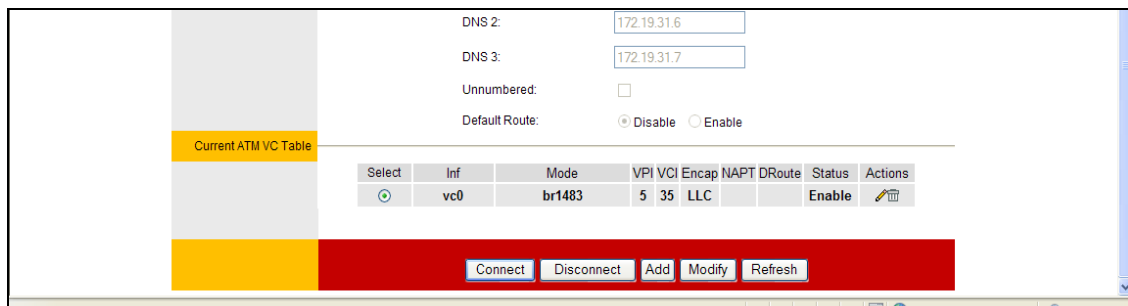 DNS 2: 172.19.31.6
DNS 3: 172.19.31.7
Unnumbered:
Default Route: Disable Enable
Current ATM VC Table
Select Inf Mode VPI VCI Encap NAPT DRoute Status Actions
vc0 br1483 5 35 LLC Enable
Connect Disconnect Add Modify Refresh